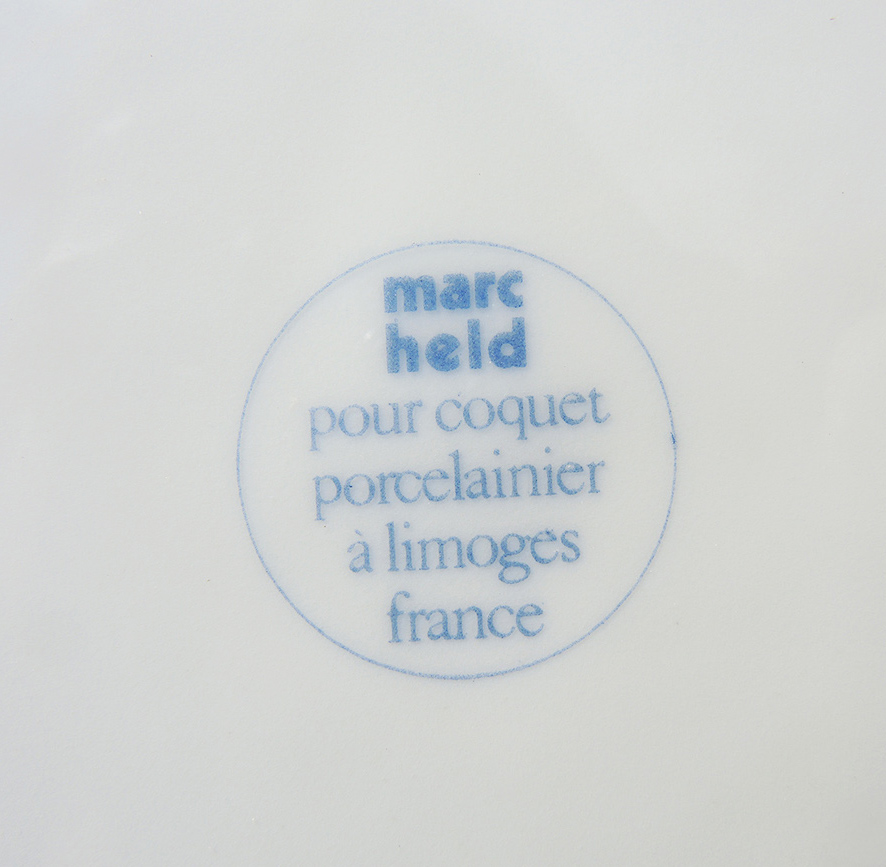 marc
held
pour coquet
porcelainier
à limoges
france